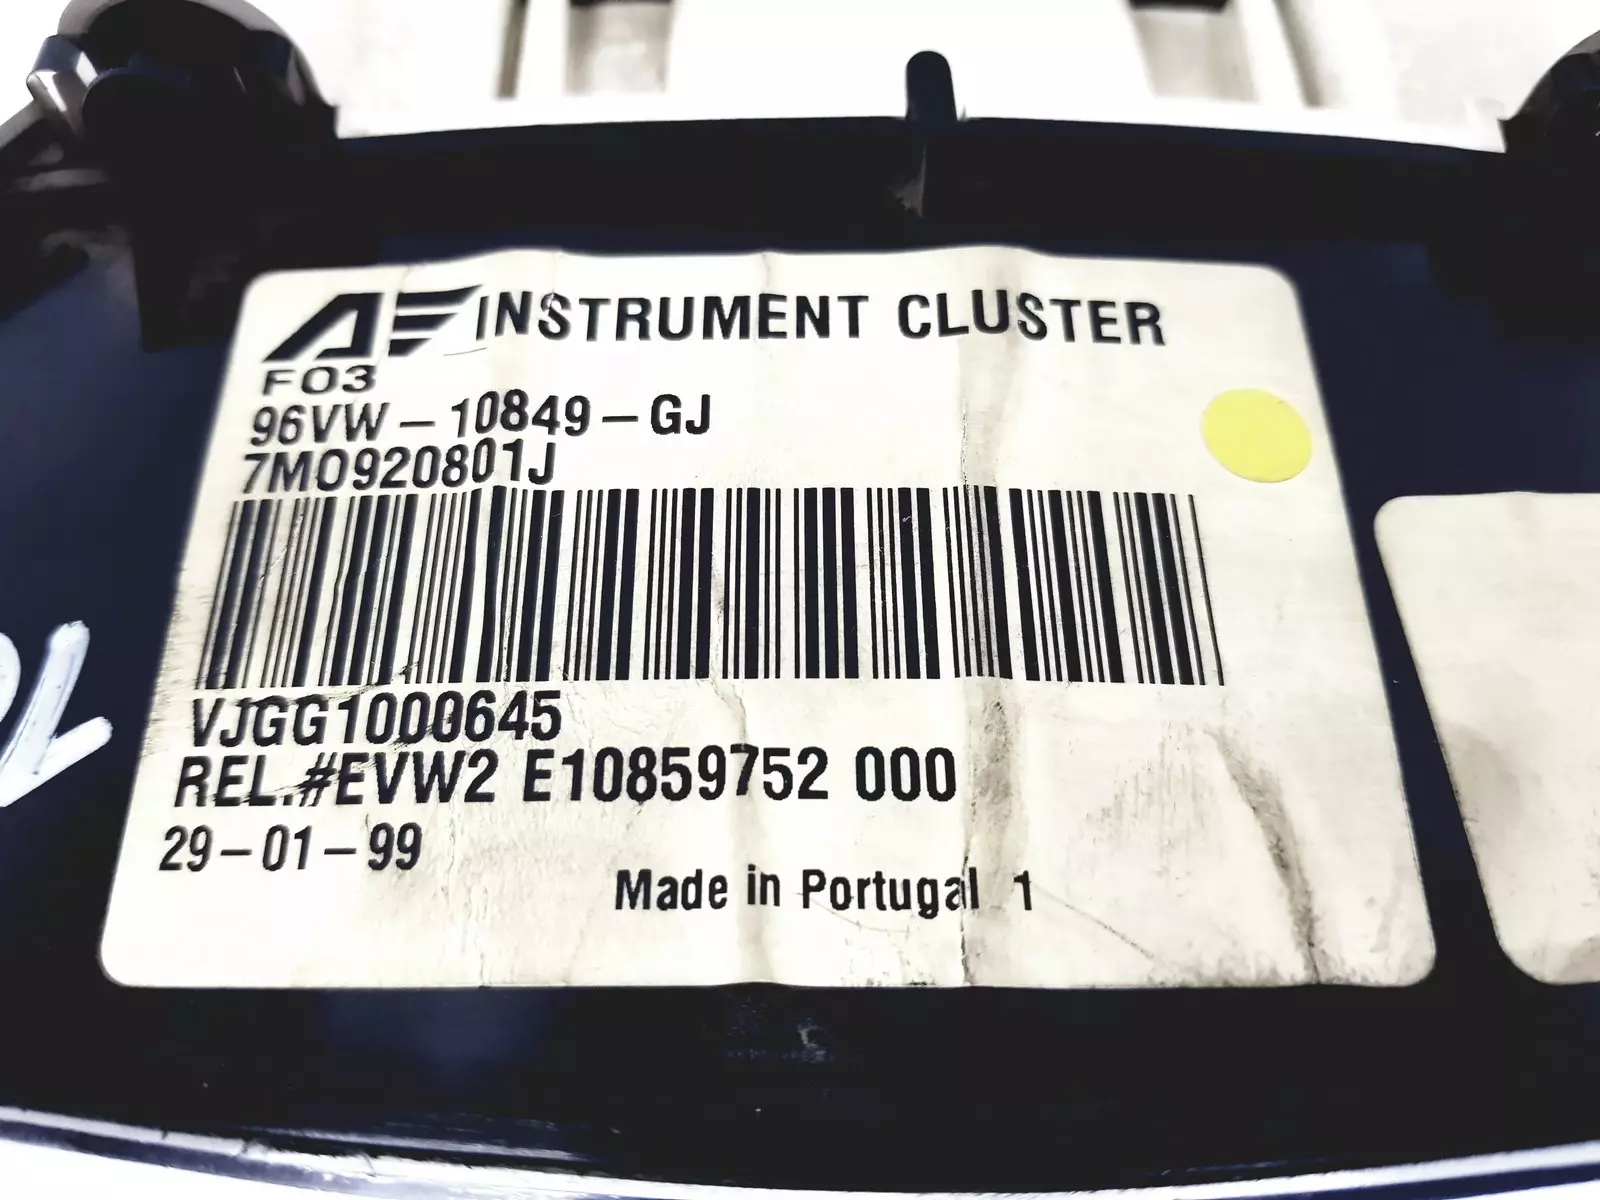 AF INSTRUMENT CLUSTER
F03
96VW-10849-GJ
7M0920801J
VJGG1000645
REL.#EVW2 E10859752 000
29-01-99
Made in Portugal 1